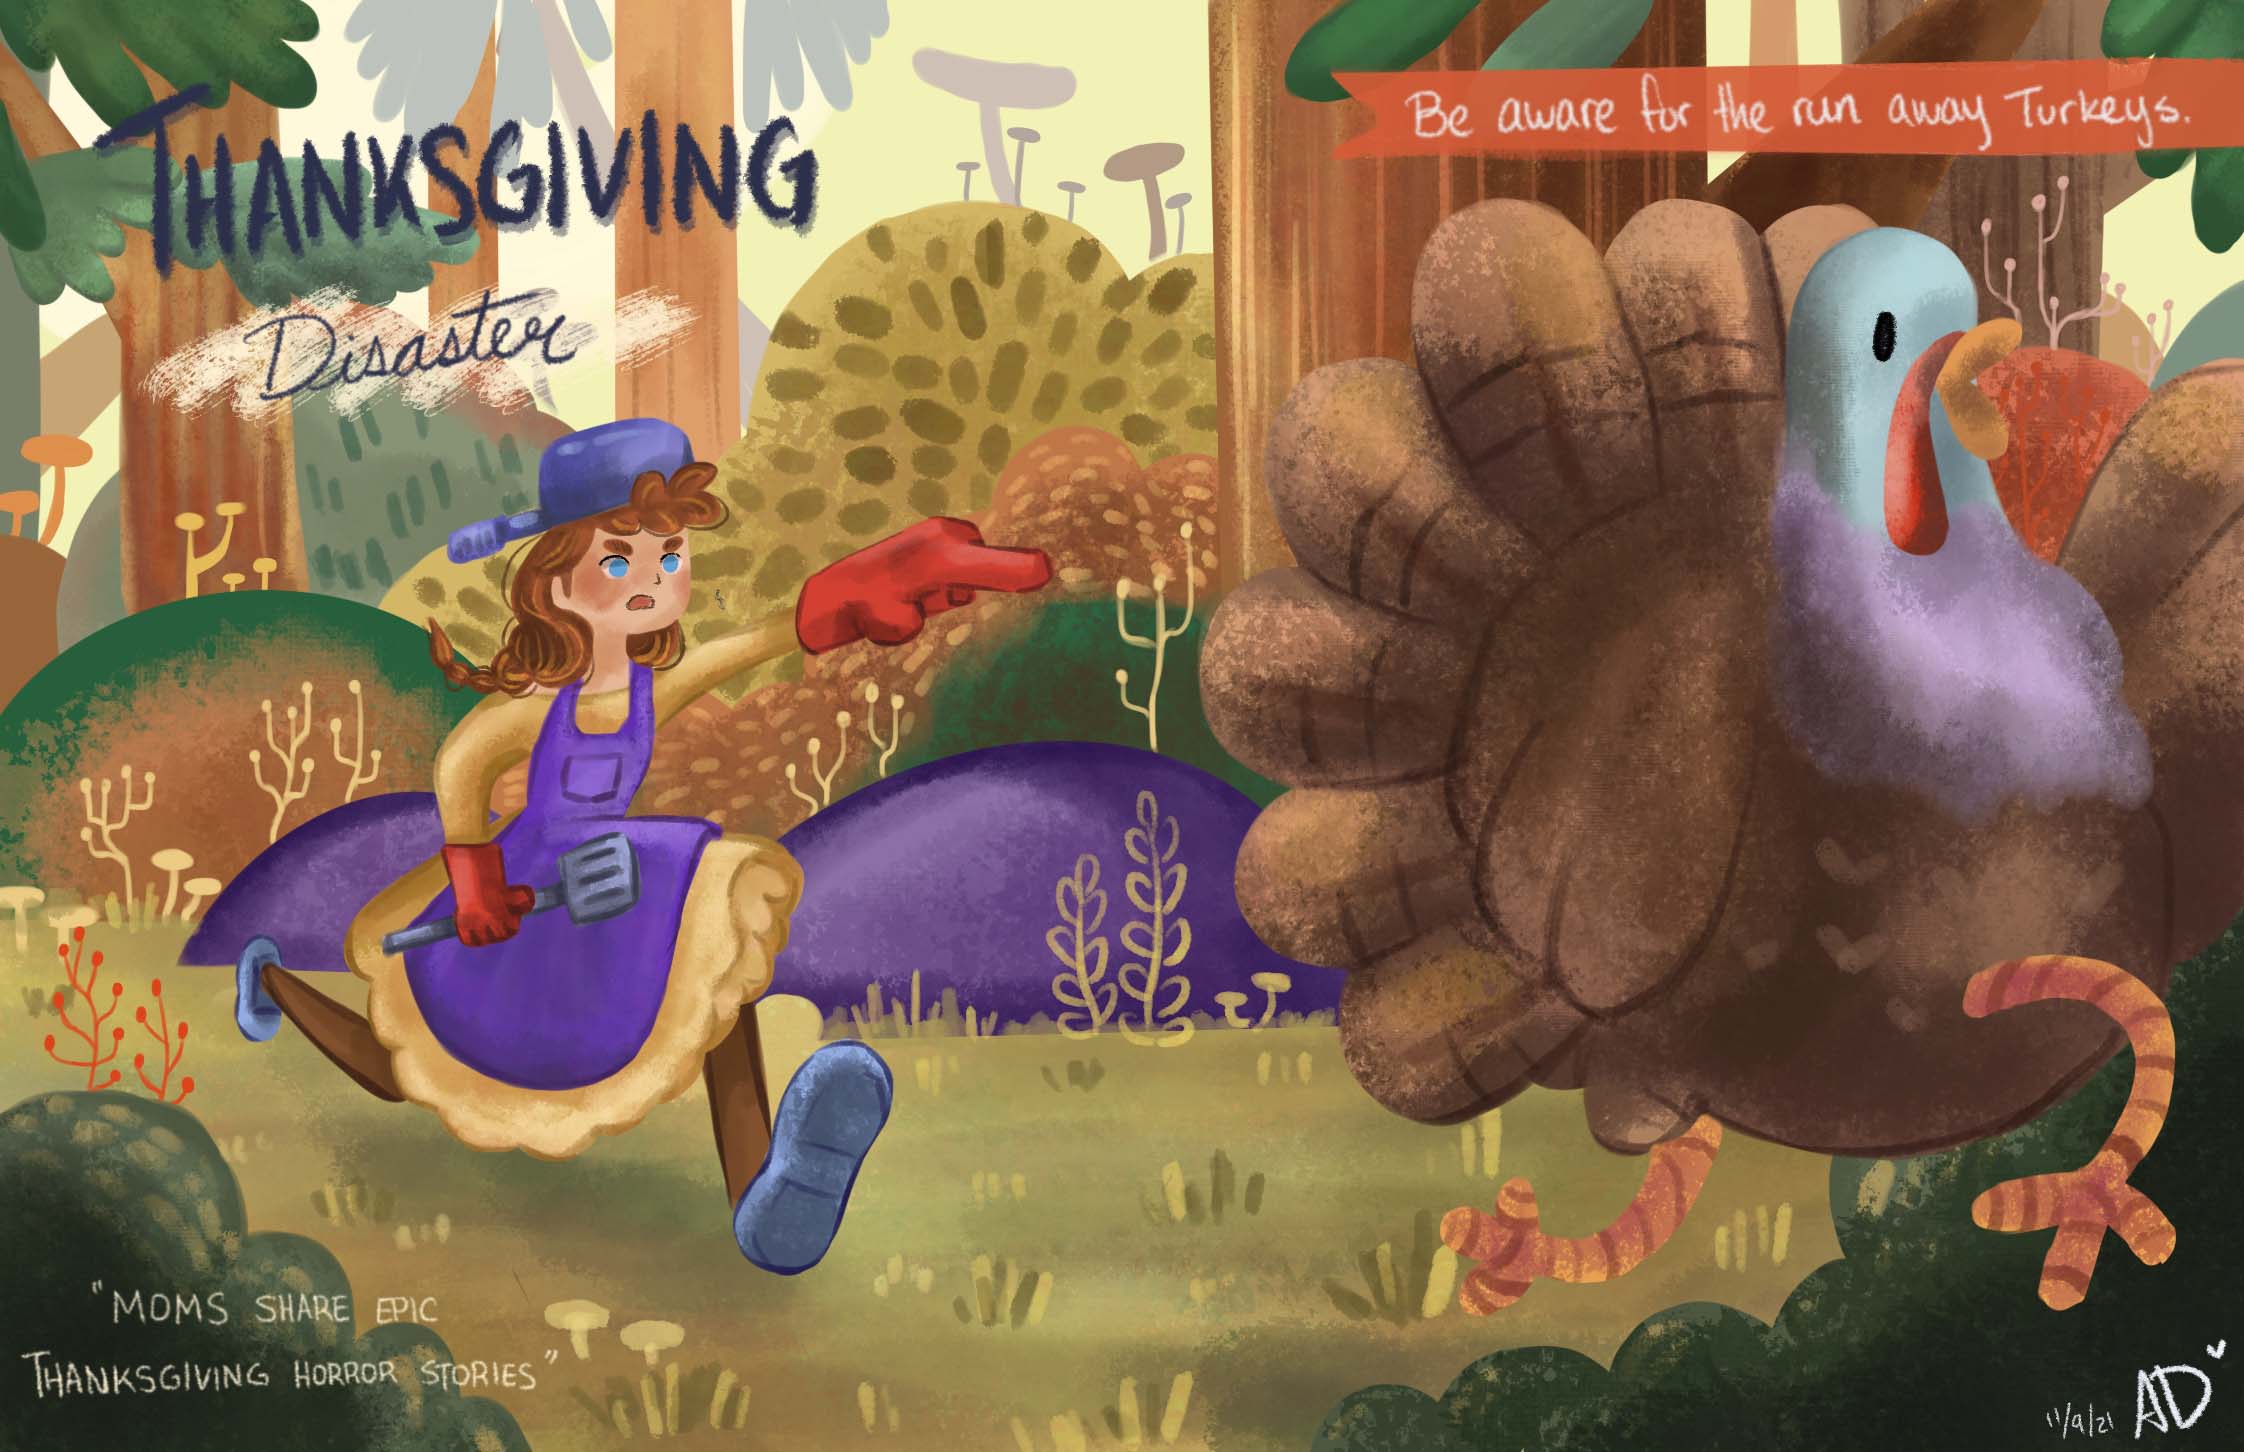 THANKSGIVING
Disaster
Be aware for the run away Turkeys.
"MOMS SHARE EPIC
THANKSGIVING HORROR STORIES"
11/9/21 AD